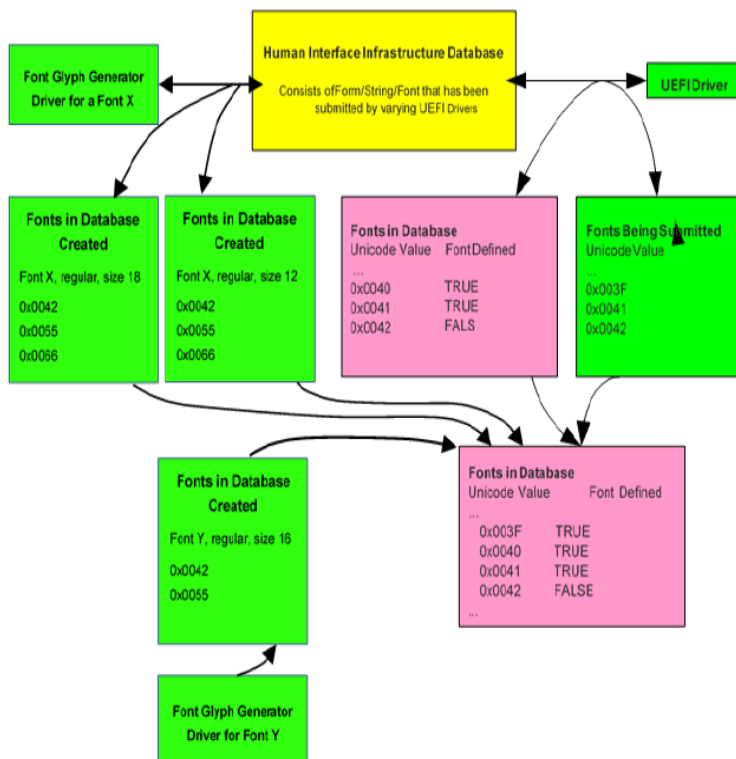 Human Interface Infrastructure Database
Consists ofForm/String/Font that has been
submitted by varying UEFI Drivers
Font Glyph Generator
Driver for a Font X
UEFI Driver
Fonts in Database
Created
Font X, regular, size 18
0x0042
0x0055
0x0066
Fonts in Database
Created
Font X, regular, size 12
0x0042
0x0055
0x0066
Fonts in Database
Unicode Value FontDefined
...
0x0040 TRUE
0x0041 TRUE
0x0042 FALS
Fonts Being Submitted
Unicode Value
...
0x003F
0x0041
0x0042
Fonts in Database
Created
Font Y, regular, size 16
0x0042
0x0055
Fonts in Database
Unicode Value Font Defined
...
0x003F TRUE
0x0040 TRUE
0x0041 TRUE
0x0042 FALSE
...
Font Glyph Generator
Driver for Font Y